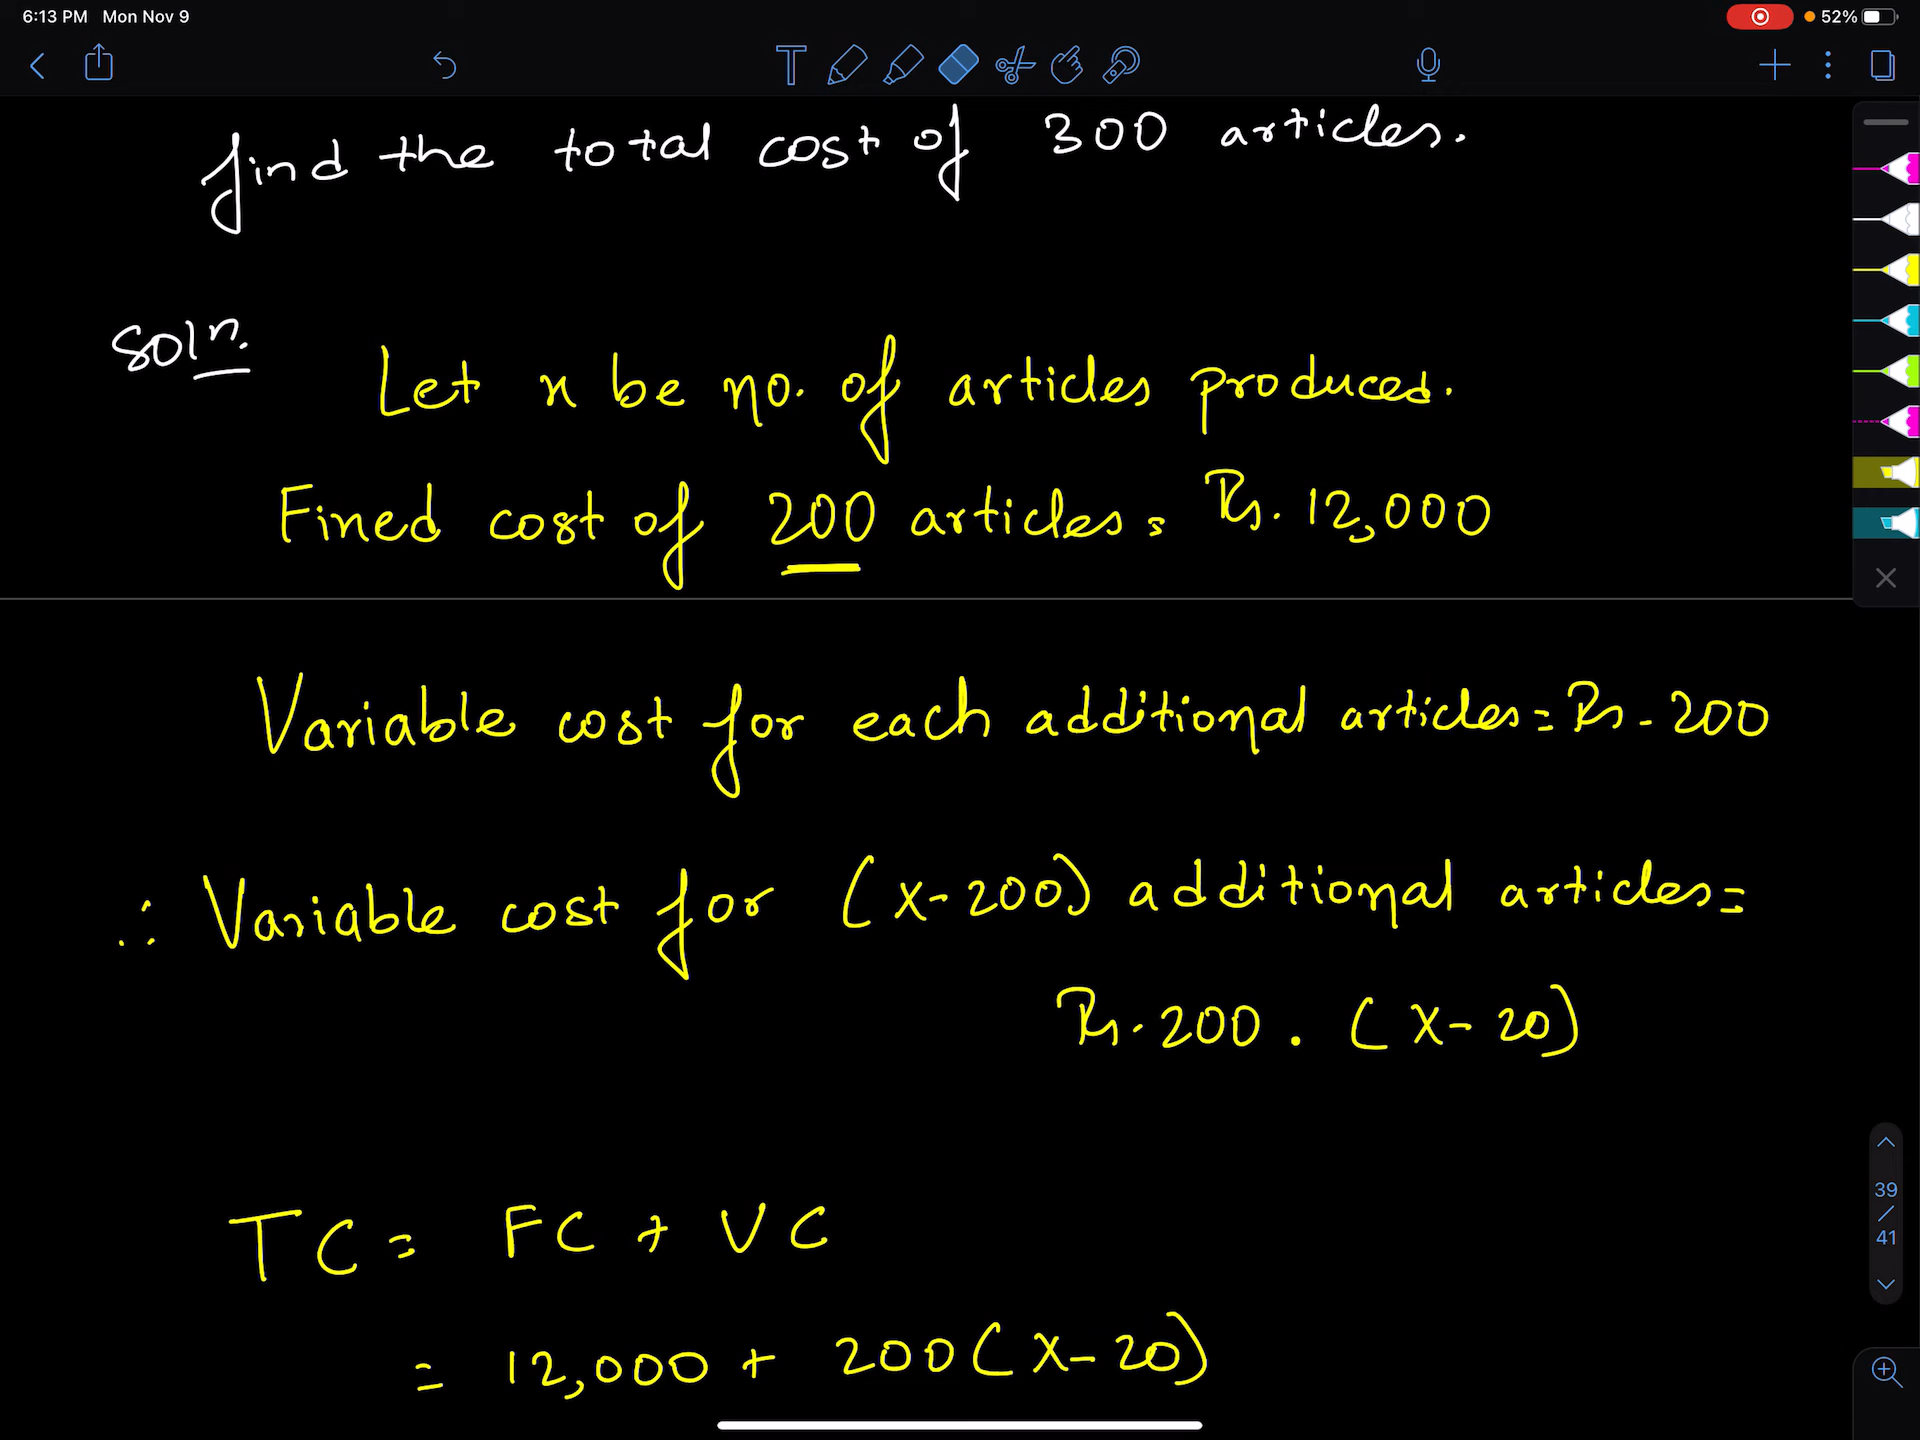 6:13 PM Mon Nov 9
52%
find the total cost of 300 articles.
Soln.
Let x be no. of articles produced.
Fixed cost of 200 articles = Rs. 12,000
Variable cost for each additional articles = Rs. 200
∴ Variable cost for (x-200) additional articles =
Rs. 200 . (x-20)
TC = FC + VC
= 12,000 + 200(x-20)
39
/
41